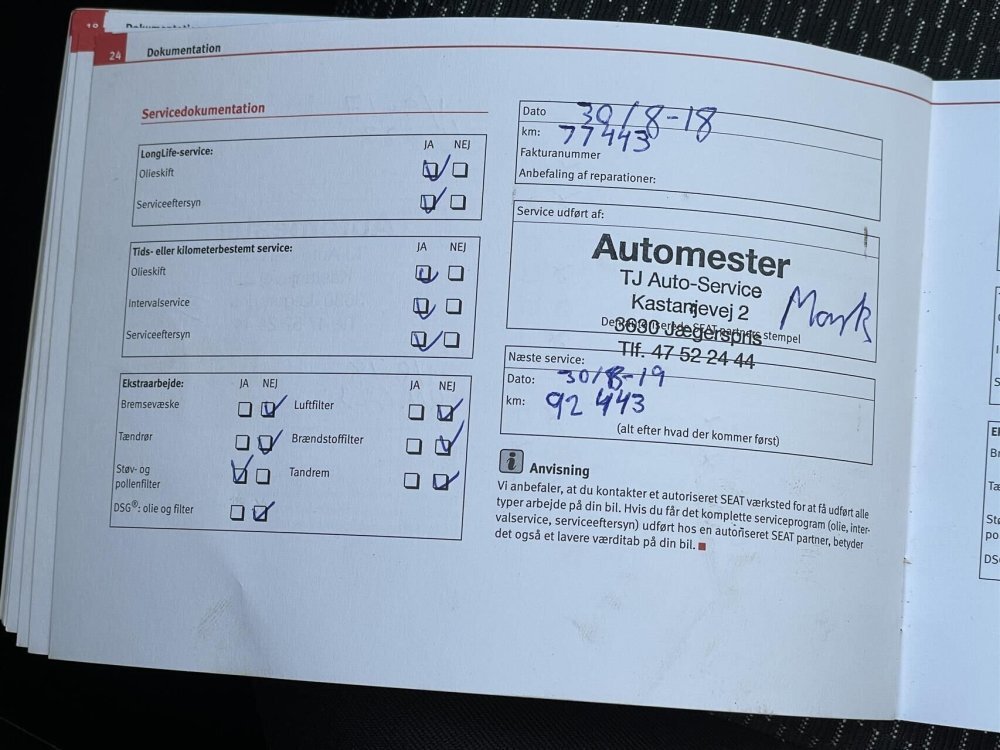 24 Dokumentation
Servicedokumentation
JA NEJ
LongLife-service:
Olieskift
Serviceeftersyn
Tids- eller kilometerbestemt service: JA NEJ
Olieskift
Intervalservice
Serviceeftersyn
Ekstraarbejde: JA NEJ JA NEJ
Bremsevæske Luftfilter
Tændrør Brændstoffilter
Støv- og
pollenfilter Tandrem
DSG®: olie og filter
Dato 30/8-18
km: 77443
Fakturanummer
Anbefaling af reparationer:
Service udført af:
Automester
TJ Auto-Service
Kastanjevej 2
3630 Jægerspris
Tlf. 47 52 24 44
Mark
SEAT partners stempel
Næste service:
Dato: 30/8-19
km: 92 443
(alt efter hvad der kommer først)
i Anvisning
Vi anbefaler, at du kontakter et autoriseret SEAT værksted for at få udført alle
typer arbejde på din bil. Hvis du får det komplette serviceprogram (olie, inter-
valservice, serviceeftersyn) udført hos en autoriseret SEAT partner, betyder
det også et lavere værditab på din bil.